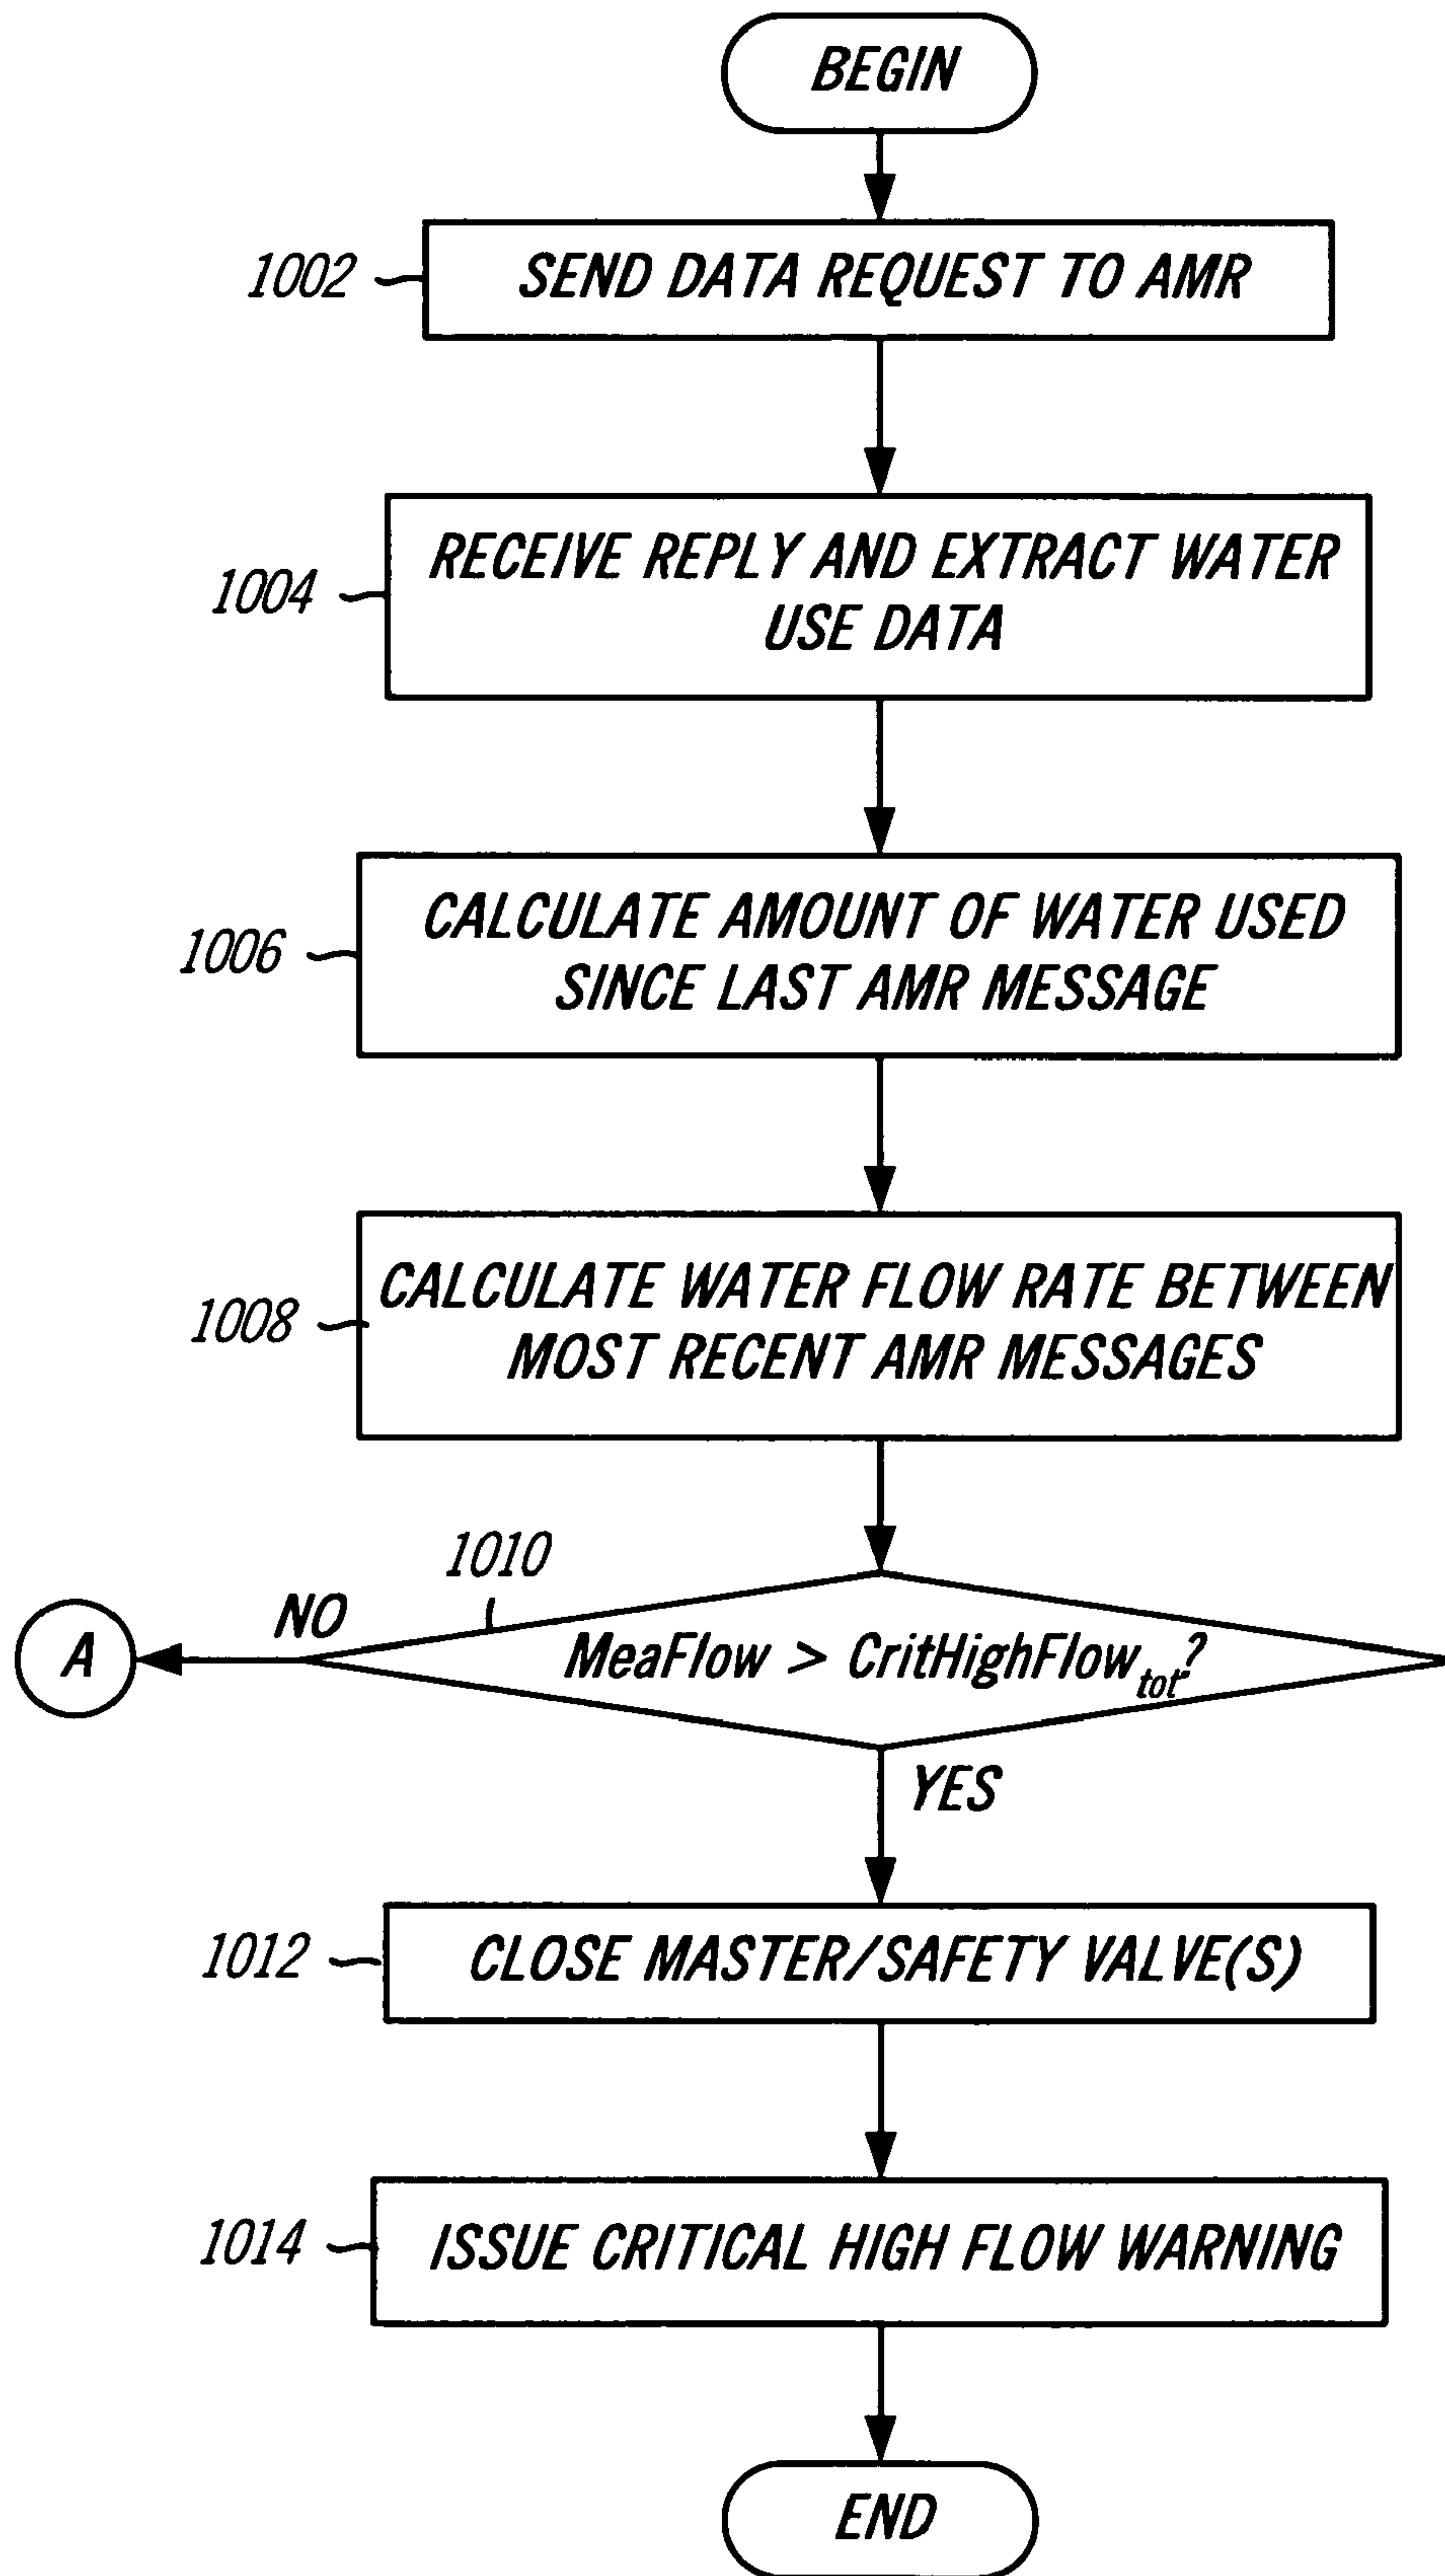 BEGIN
1002
SEND DATA REQUEST TO AMR
1004
RECEIVE REPLY AND EXTRACT WATER
USE DATA
1006
CALCULATE AMOUNT OF WATER USED
SINCE LAST AMR MESSAGE
1008
CALCULATE WATER FLOW RATE BETWEEN
MOST RECENT AMR MESSAGES
1010
A
NO
MeaFlow > CritHighFlow tot?
YES
1012
CLOSE MASTER/SAFETY VALVE(S)
1014
ISSUE CRITICAL HIGH FLOW WARNING
END